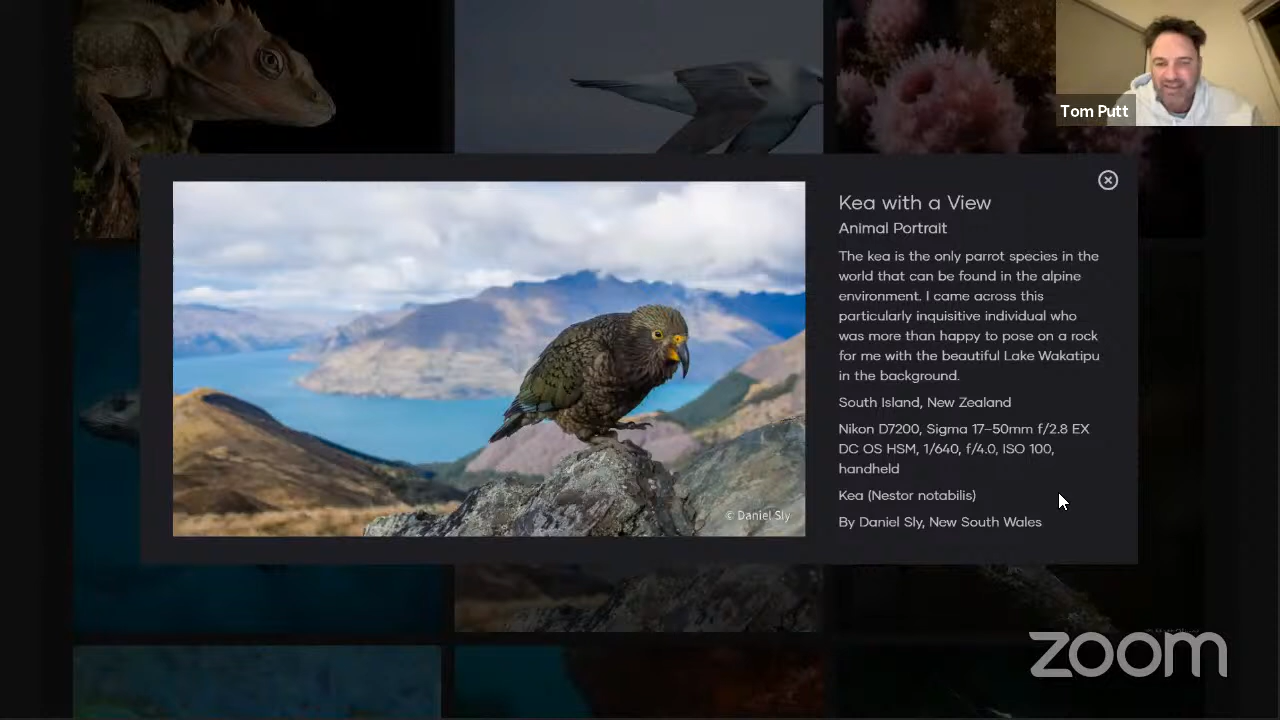 Tom Putt
Kea with a View
Animal Portrait
The kea is the only parrot species in the
world that can be found in the alpine
environment. I came across this
particularly inquisitive individual who
was more than happy to pose on a rock
for me with the beautiful Lake Wakatipu
in the background.
South Island, New Zealand
Nikon D7200, Sigma 17–50mm f/2.8 EX
DC OS HSM, 1/640, f/4.0, ISO 100,
handheld
Kea (Nestor notabilis)
By Daniel Sly, New South Wales
© Daniel Sly
zoom